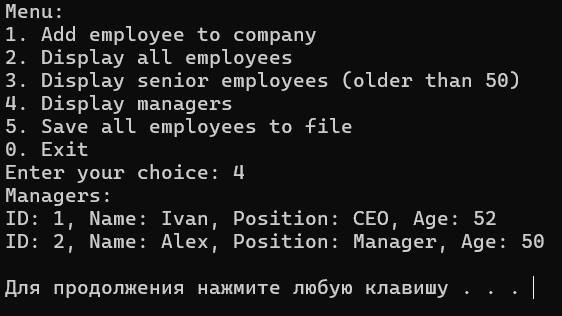 Menu:
1. Add employee to company
2. Display all employees
3. Display senior employees (older than 50)
4. Display managers
5. Save all employees to file
0. Exit
Enter your choice: 4
Managers:
ID: 1, Name: Ivan, Position: CEO, Age: 52
ID: 2, Name: Alex, Position: Manager, Age: 50
Для продолжения нажмите любую клавишу . . .